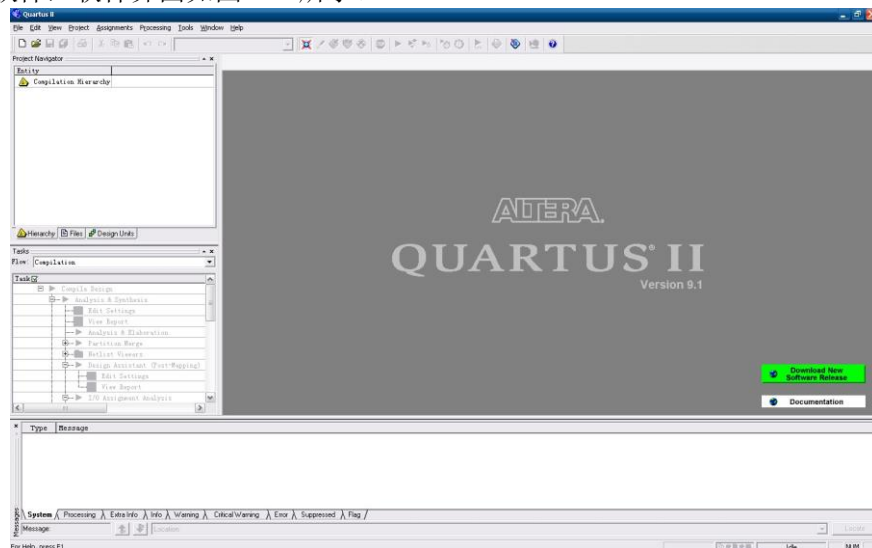 Quartus II
File Edit View Project Assignments Processing Tools Window Help
Project Navigator
Entity
Compilation Hierarchy
Hierarchy Files Design Units
Tasks
Flow: Compilation
Task
Compile Design
Analysis & Synthesis
Edit Settings
View Report
Analysis & Elaboration
Partition Merge
Netlist Viewers
Design Assistant (Post-Mapping)
Edit Settings
View Report
I/O Assignment Analysis
ALTERA.
QUARTUS® II
Version 9.1
Download New
Software Release
Documentation
Type Message
System Processing Extra Info Info Warning Critical Warning Error Suppressed Flag
Messages
Message: Location: Locate
For Help, press F1 Idle NUM